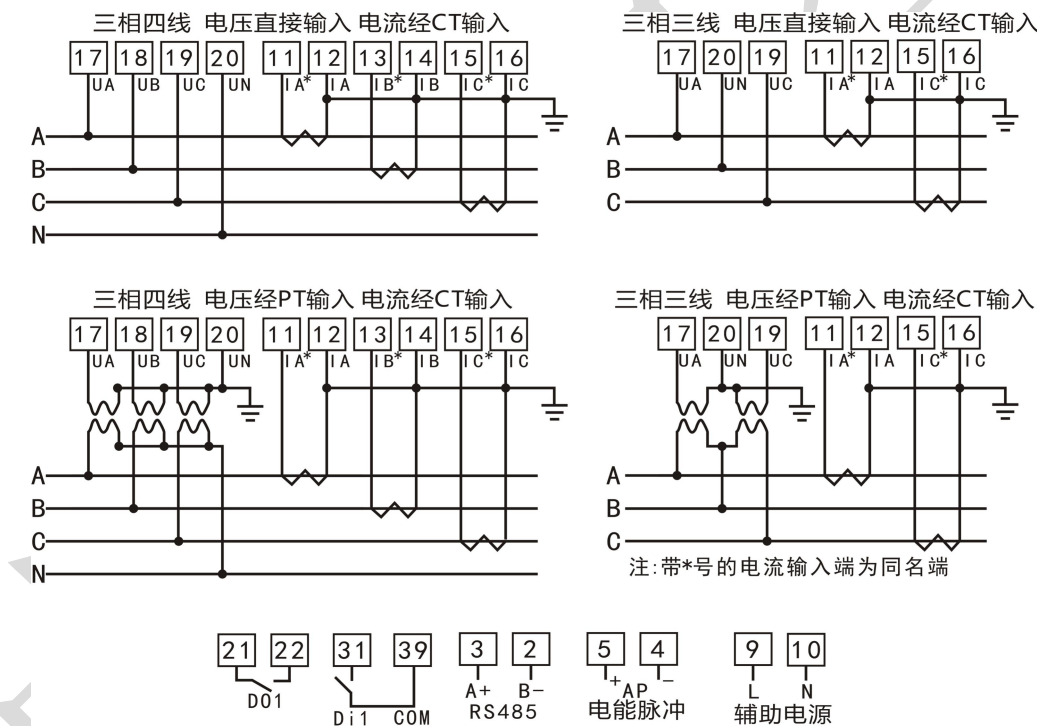 三相四线 电压直接输入 电流经CT输入
17 18 19 20 11 12 13 14 15 16
UA UB UC UN IA* IA IB* IB IC* IC
A
B
C
N
三相三线 电压直接输入 电流经CT输入
17 20 19 11 12 15 16
UA UN UC IA* IA IC* IC
A
B
C
三相四线 电压经PT输入 电流经CT输入
17 18 19 20 11 12 13 14 15 16
UA UB UC UN IA* IA IB* IB IC* IC
A
B
C
N
三相三线 电压经PT输入 电流经CT输入
17 20 19 11 12 15 16
UA UN UC IA* IA IC* IC
A
B
C
注:带*号的电流输入端为同名端
21 22 31 39 3 2 5 4 9 10
DO1
Di1 COM
A+ B-
RS485
+ AP -
电能脉冲
L N
辅助电源